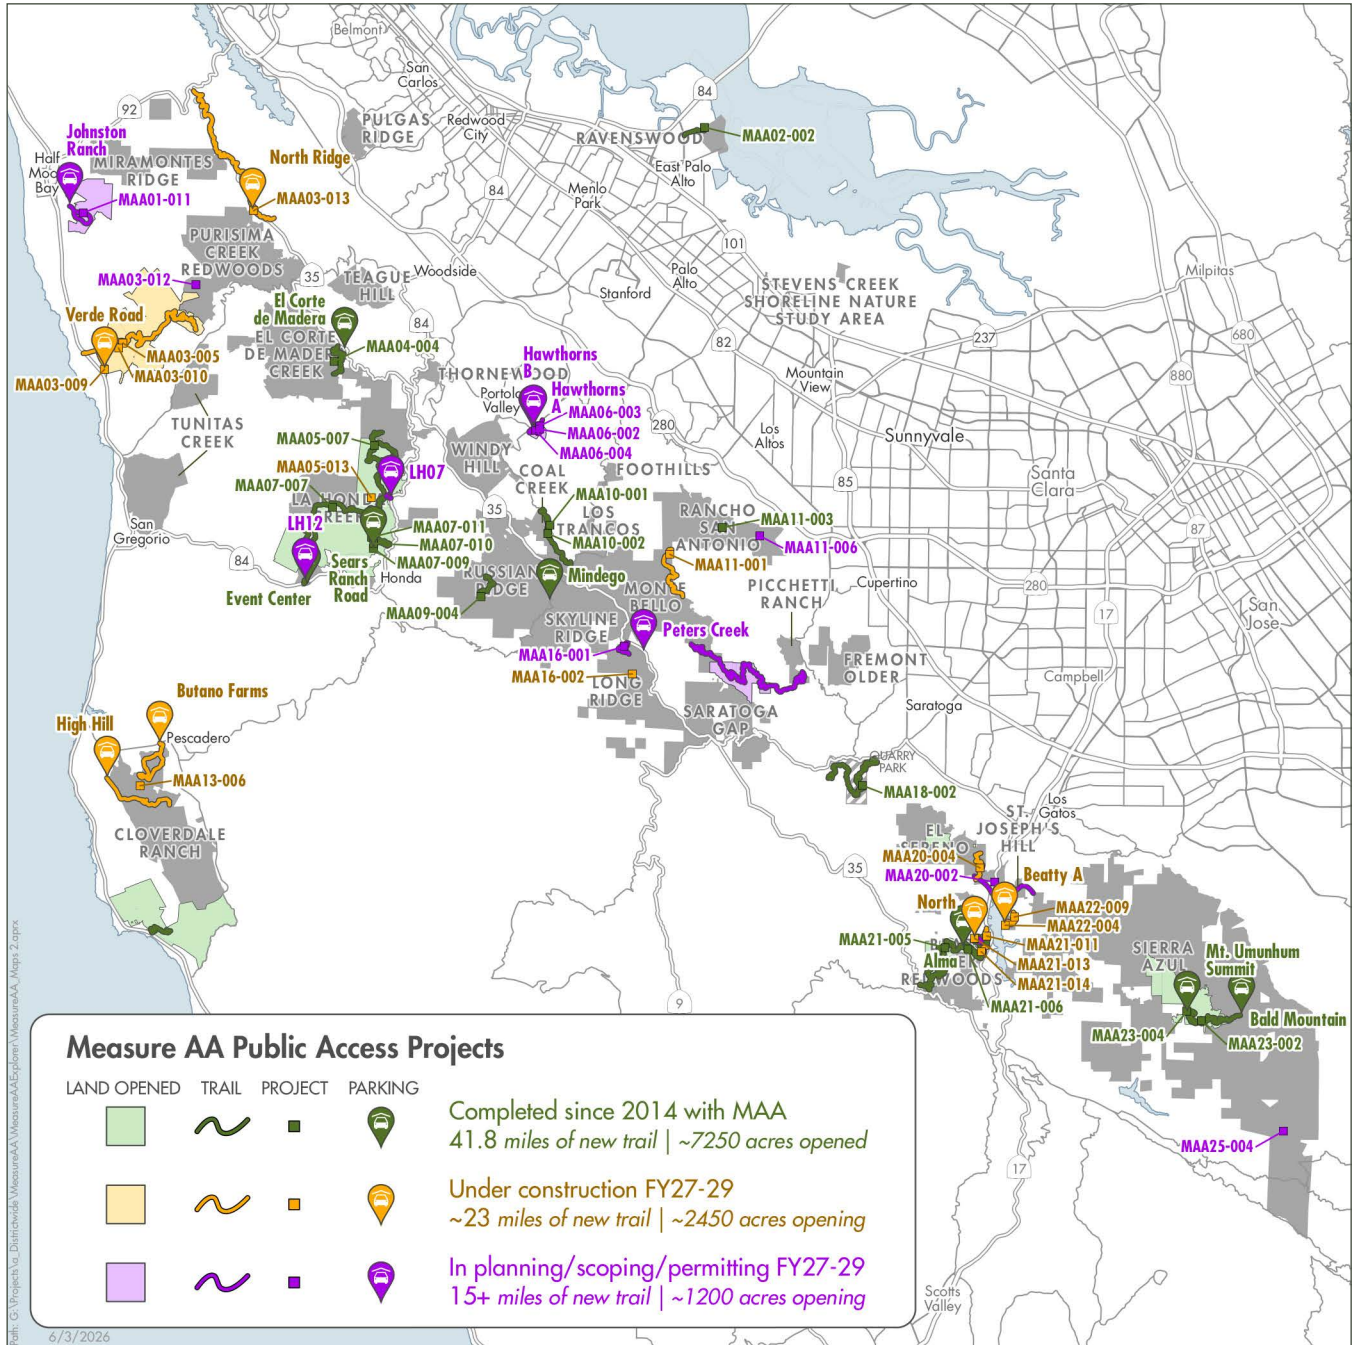 Belmont
San
Carlos
84
92
PULGAS
RIDGE
Redwood
City
RAVENSWOOD
MAA02-002
Johnston
Ranch
Half
Moon
Bay
MIRAMONTES
RIDGE
North Ridge
East Palo
Alto
MAA01-011
MAA03-013
84
Menlo
Park
PURISIMA
CREEK
REDWOODS
101
35
TEAGUE
HILL
Woodside
Palo
Alto
Stanford
STEVENS CREEK
SHORELINE NATURE
STUDY AREA
Milpitas
MAA03-012
Verde Road
El Corte
de Madera
EL CORTE
DE MADERA
CREEK
MAA04-004
84
82
237
680
MAA03-005
MAA03-010
MAA03-009
Hawthorns
B
THORNEWOOD
Hawthorns
A
Portola
Valley
MAA06-003
MAA06-002
MAA06-004
Mountain
View
880
TUNITAS
CREEK
280
Los
Altos
Sunnyvale
MAA05-007
WINDY
HILL
MAA05-013
LH07
COAL
CREEK
FOOTHILLS
85
Santa
Clara
MAA07-007
LA HONDA
CREEK
MAA10-001
35
LOS
TRANCOS
RANCHO
SAN
ANTONIO
MAA11-003
San
Gregorio
LH12
MAA07-011
MAA07-010
MAA07-009
MAA10-002
MAA11-006
87
84
Sears
Ranch
Road
Honda
MAA11-001
Event Center
RUSSIAN
RIDGE
Mindego
MONTE
BELLO
PICCHETTI
RANCH
Cupertino
280
17
San
Jose
MAA09-004
SKYLINE
RIDGE
Peters Creek
MAA16-001
MAA16-002
LONG
RIDGE
FREMONT
OLDER
Campbell
SARATOGA
GAP
Saratoga
Butano Farms
High Hill
Pescadero
MAA13-006
QUARRY
PARK
MAA18-002
CLOVERDALE
RANCH
Los
Gatos
ST.
JOSEPH'S
HILL
EL
SERENO
MAA20-004
MAA20-002
35
Beatty A
North
MAA22-009
MAA22-004
MAA21-005
MAA21-011
MAA21-013
MAA21-014
Alma
REDWOODS
MAA21-006
SIERRA
AZUL
Mt. Umunhum
Summit
Bald Mountain
MAA23-004
MAA23-002
9
MAA25-004
17
Scotts
Valley
Measure AA Public Access Projects
LAND OPENED TRAIL PROJECT PARKING
Completed since 2014 with MAA
41.8 miles of new trail | ~7250 acres opened
Under construction FY27-29
~23 miles of new trail | ~2450 acres opening
In planning/scoping/permitting FY27-29
15+ miles of new trail | ~1200 acres opening
Path: G:\Projects\a_Districtwide\MeasureAA\MeasureAAExplorer\MeasureAA_Maps 2.aprx
6/3/2026